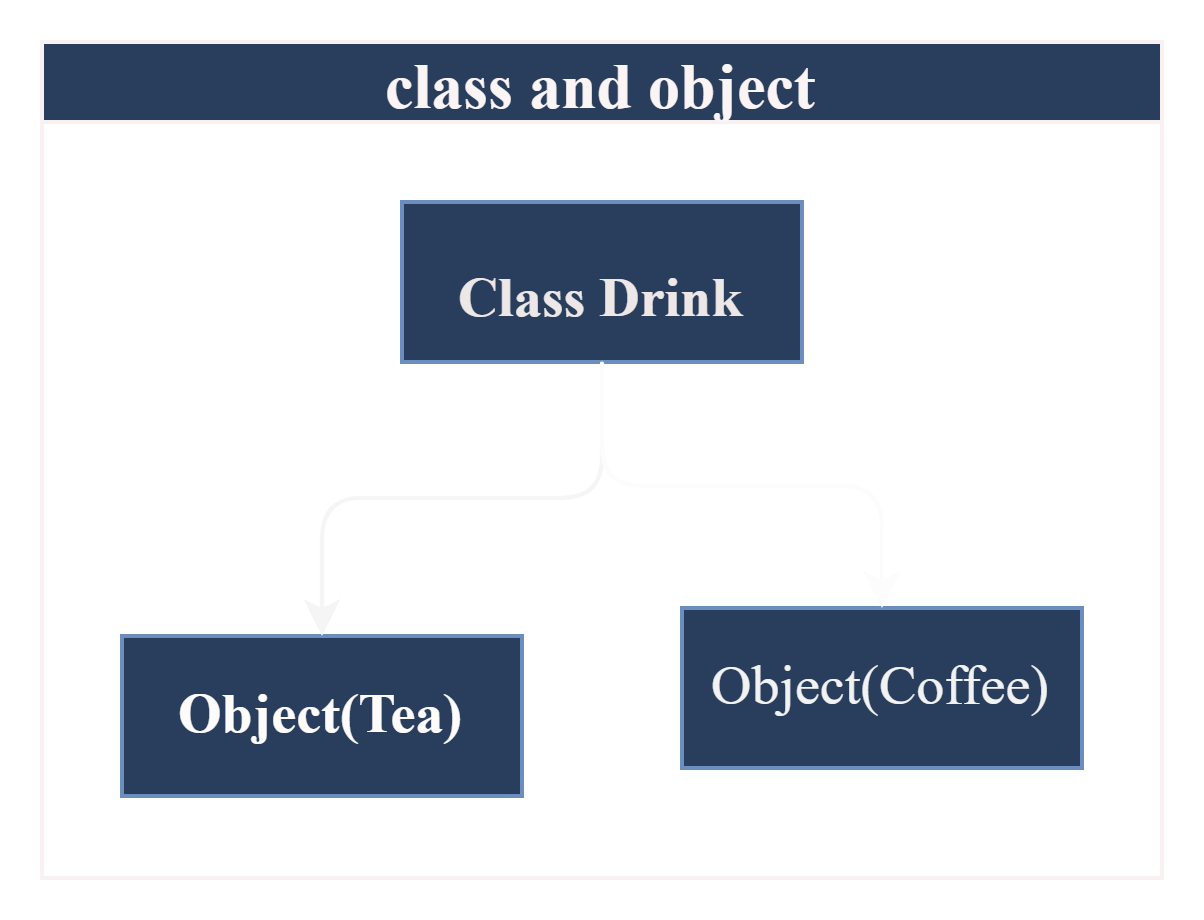 class and object
Class Drink
Object(Tea)
Object(Coffee)